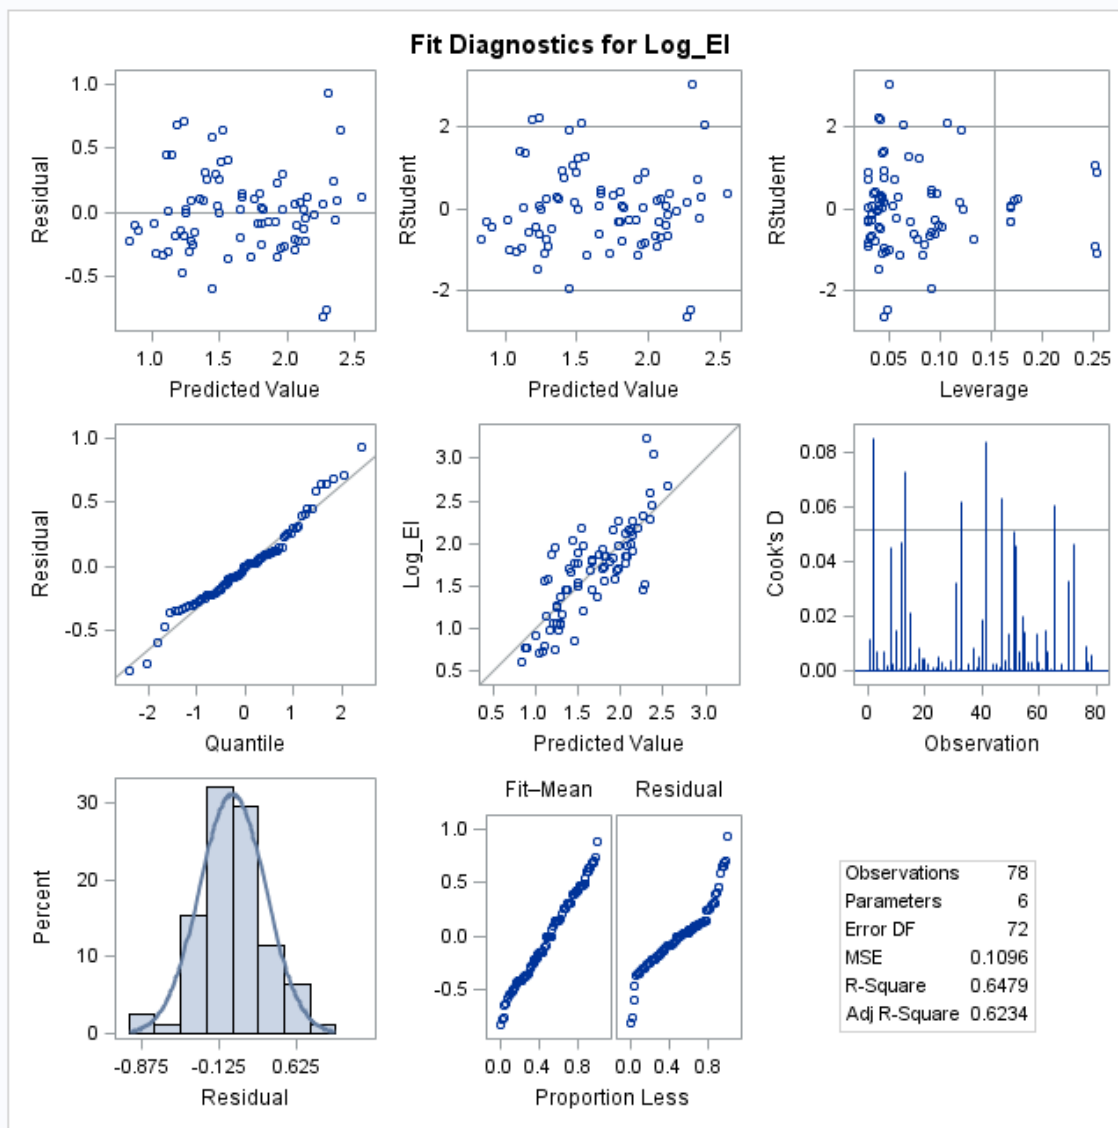 Fit Diagnostics for Log_EI
1.0
0.5
0.0
-0.5
Residual
1.0 1.5 2.0 2.5
Predicted Value
2
0
-2
RStudent
1.0 1.5 2.0 2.5
Predicted Value
2
0
-2
RStudent
0.05 0.10 0.15 0.20 0.25
Leverage
1.0
0.5
0.0
-0.5
Residual
-2 -1 0 1 2
Quantile
3.0
2.5
2.0
1.5
1.0
0.5
Log_EI
0.5 1.0 1.5 2.0 2.5 3.0
Predicted Value
0.08
0.06
0.04
0.02
0.00
Cook's D
0 20 40 60 80
Observation
30
20
10
0
Percent
-0.875 -0.125 0.625
Residual
Fit–Mean Residual
1.0
0.5
0.0
-0.5
0.0 0.4 0.8 0.0 0.4 0.8
Proportion Less
Observations 78
Parameters 6
Error DF 72
MSE 0.1096
R-Square 0.6479
Adj R-Square 0.6234